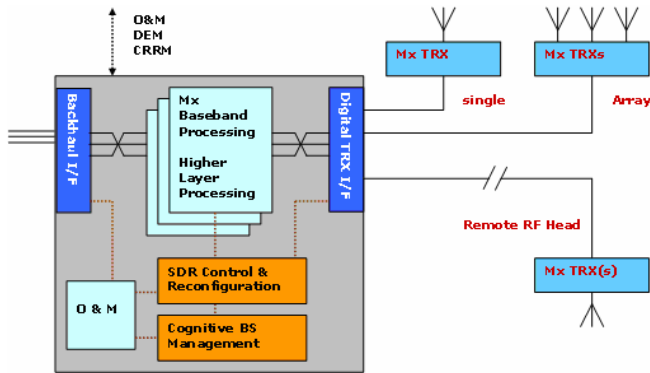 O&M
DEM
CRRM
Mx TRX
Mx TRXs
single
Array
Backhaul I/F
Mx
Baseband
Processing
Higher
Layer
Processing
Digital TRX I/F
Remote RF Head
Mx TRX(s)
SDR Control &
Reconfiguration
O & M
Cognitive BS
Management